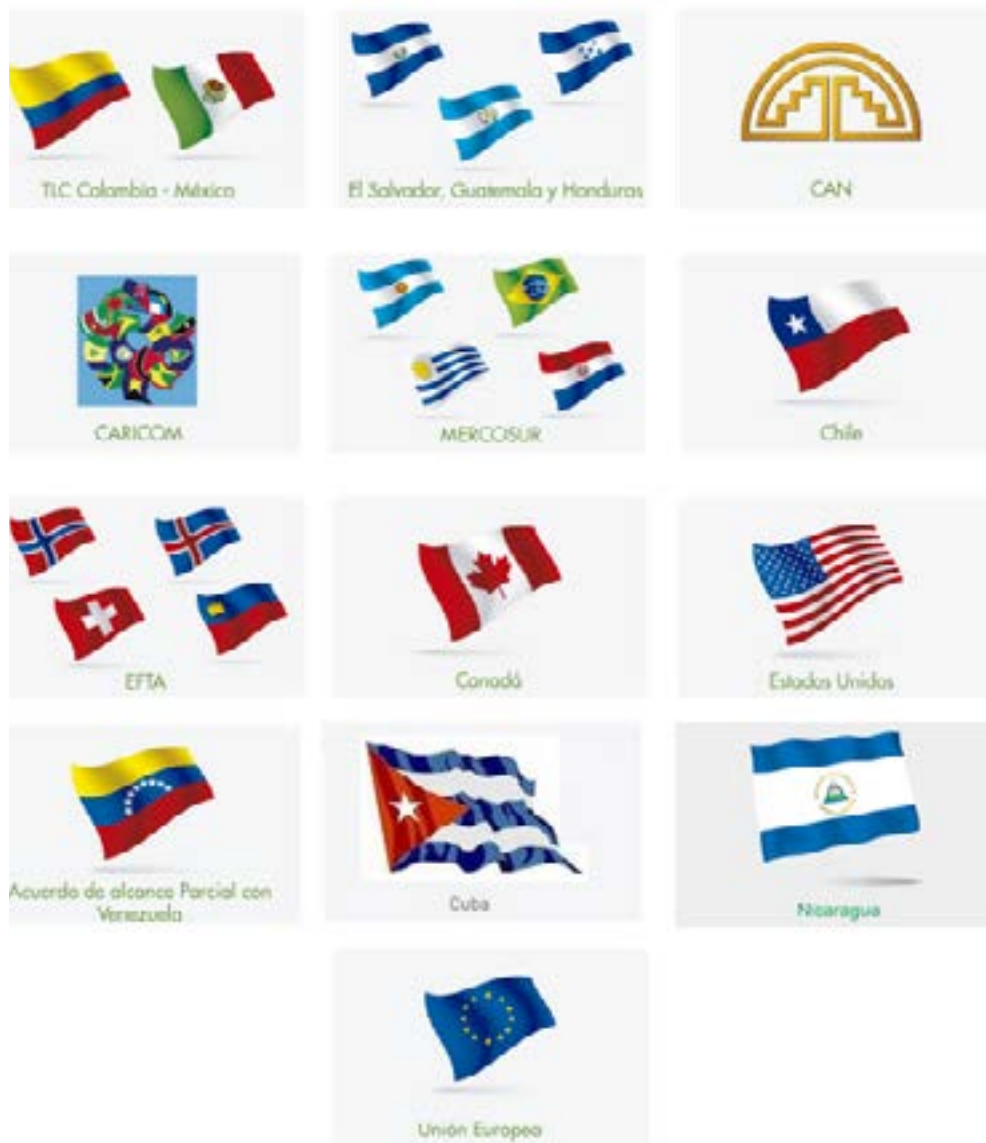 TLC Colombia - México
El Salvador, Guatemala y Honduras
CAN
CARICOM
MERCOSUR
Chile
EFTA
Canadá
Estados Unidos
Acuerdo de alcance Parcial con
Venezuela
Cuba
Nicaragua
Unión Europea